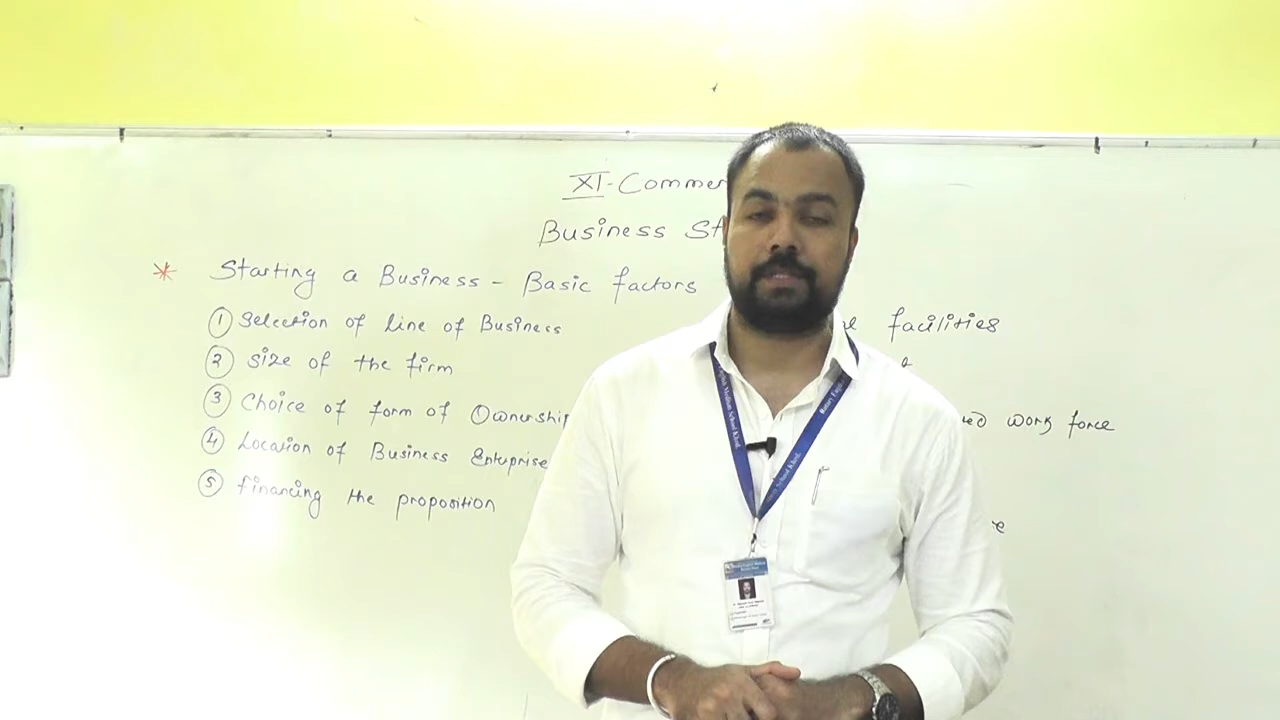 XI-Commer
Business St
* Starting a Business - Basic factors
① Selection of line of Business
② Size of the firm
③ Choice of form of Ownership
④ Location of Business Enterprise
⑤ financing the proposition
facilities
work force